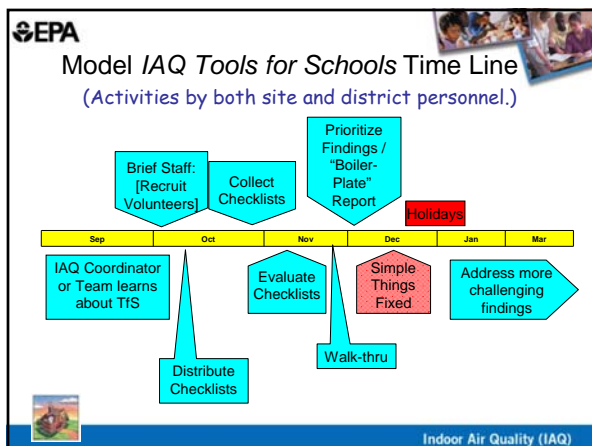 EPA
Model IAQ Tools for Schools Time Line
(Activities by both site and district personnel.)
Brief Staff:
[Recruit
Volunteers]
Collect
Checklists
Prioritize
Findings /
“Boiler-
Plate”
Report
Holidays
Sep
Oct
Nov
Dec
Jan
Mar
IAQ Coordinator
or Team learns
about TfS
Distribute
Checklists
Evaluate
Checklists
Walk-thru
Simple
Things
Fixed
Address more
challenging
findings
Indoor Air Quality (IAQ)